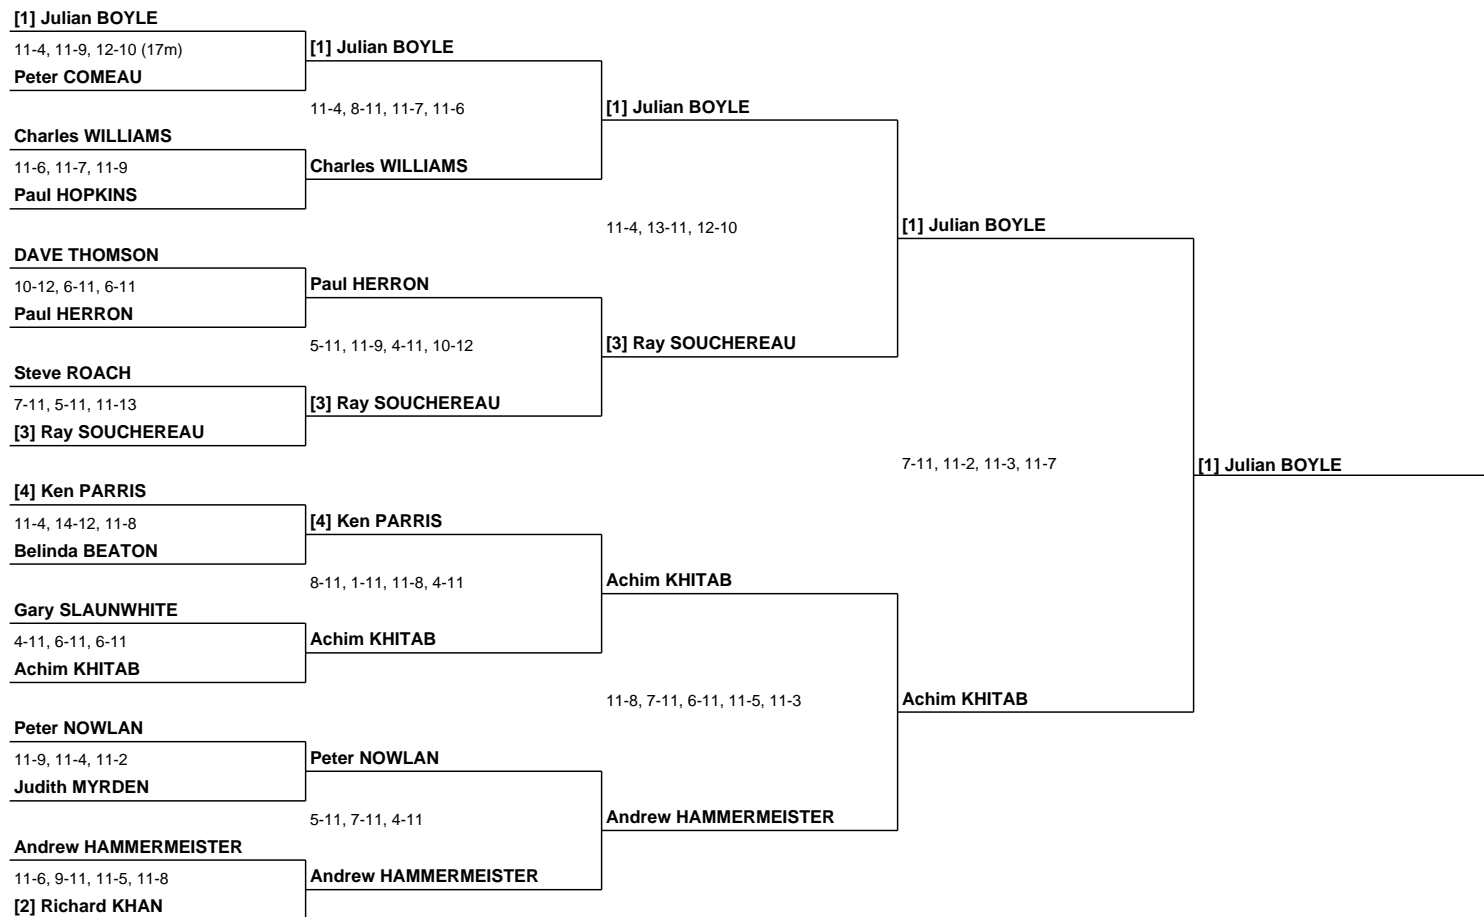 [1] Julian BOYLE
11-4, 11-9, 12-10 (17m)
Peter COMEAU
Charles WILLIAMS
11-6, 11-7, 11-9
Paul HOPKINS
DAVE THOMSON
10-12, 6-11, 6-11
Paul HERRON
Steve ROACH
7-11, 5-11, 11-13
[3] Ray SOUCHEREAU
[4] Ken PARRIS
11-4, 14-12, 11-8
Belinda BEATON
Gary SLAUNWHITE
4-11, 6-11, 6-11
Achim KHITAB
Peter NOWLAN
11-9, 11-4, 11-2
Judith MYRDEN
Andrew HAMMERMEISTER
11-6, 9-11, 11-5, 11-8
[2] Richard KHAN
[1] Julian BOYLE
11-4, 8-11, 11-7, 11-6
Charles WILLIAMS
Paul HERRON
5-11, 11-9, 4-11, 10-12
[3] Ray SOUCHEREAU
[4] Ken PARRIS
8-11, 1-11, 11-8, 4-11
Achim KHITAB
Peter NOWLAN
5-11, 7-11, 4-11
Andrew HAMMERMEISTER
[1] Julian BOYLE
11-4, 13-11, 12-10
[3] Ray SOUCHEREAU
Achim KHITAB
11-8, 7-11, 6-11, 11-5, 11-3
Andrew HAMMERMEISTER
[1] Julian BOYLE
7-11, 11-2, 11-3, 11-7
Achim KHITAB
[1] Julian BOYLE